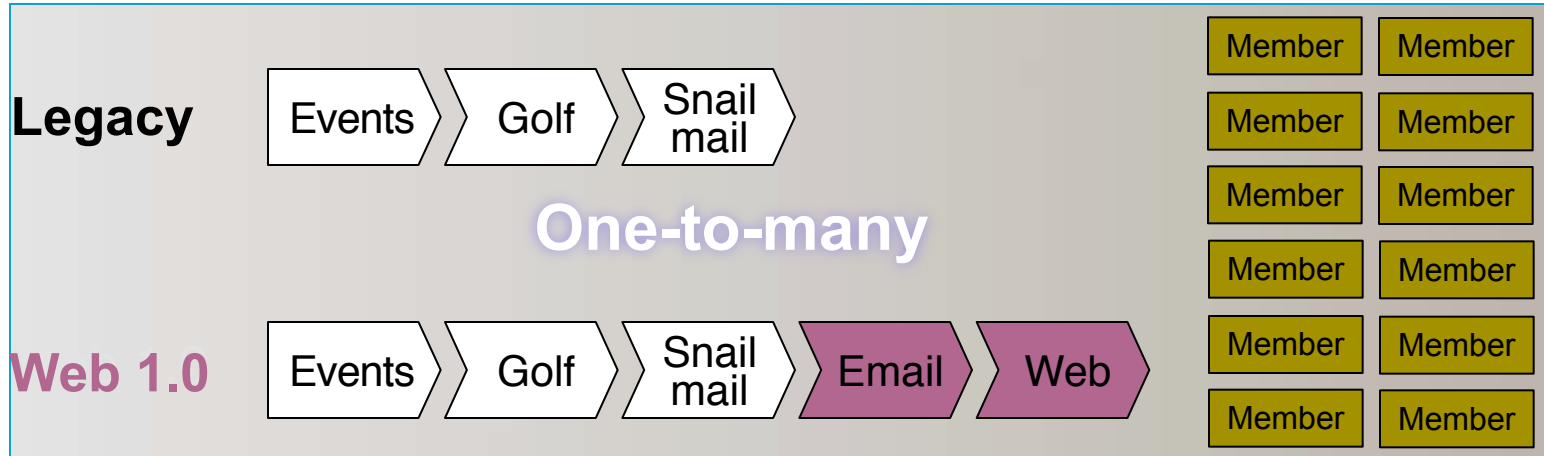 Legacy
Events
Golf
Snail
mail
One-to-many
Web 1.0
Events
Golf
Snail
mail
Email
Web
Member Member
Member Member
Member Member
Member Member
Member Member
Member Member